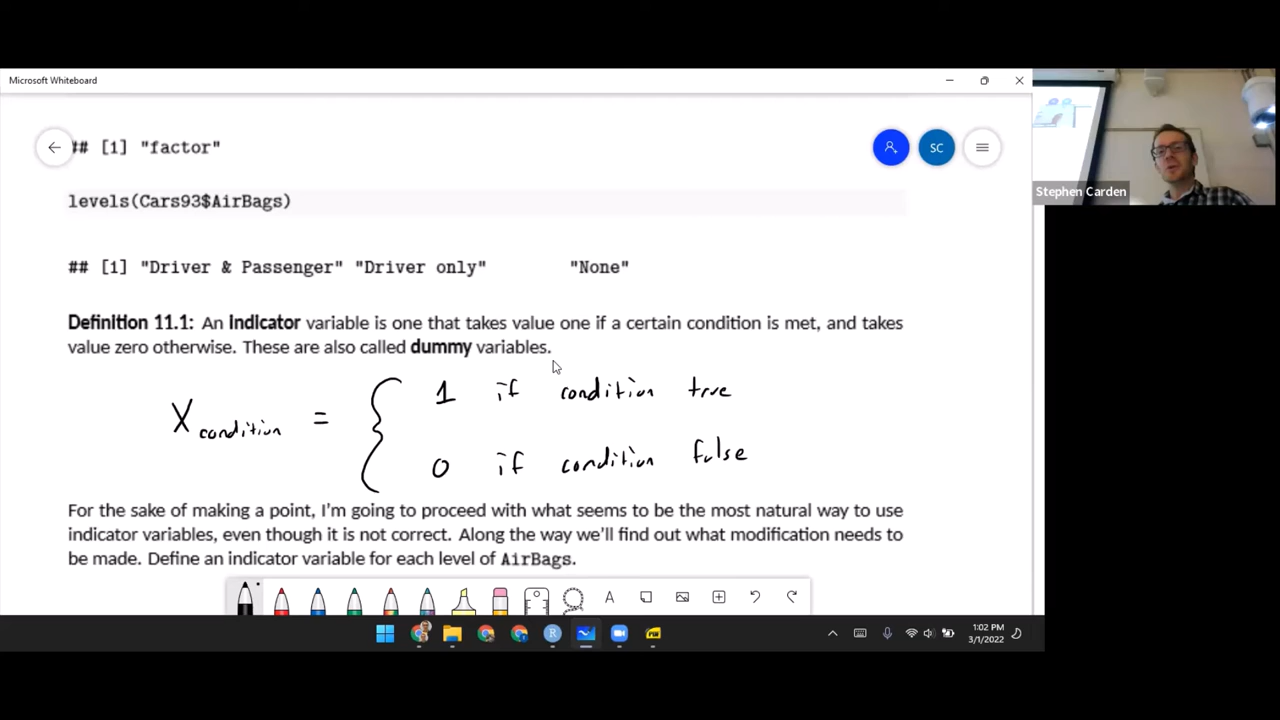 Microsoft Whiteboard
## [1] "factor"
SC
Stephen Carden
levels(Cars93$AirBags)
## [1] "Driver & Passenger" "Driver only" "None"
Definition 11.1: An indicator variable is one that takes value one if a certain condition is met, and takes
value zero otherwise. These are also called dummy variables.
X condition = { 1 if condition true
0 if condition false
For the sake of making a point, I'm going to proceed with what seems to be the most natural way to use
indicator variables, even though it is not correct. Along the way we'll find out what modification needs to
be made. Define an indicator variable for each level of AirBags.
A
R
1:02 PM
3/1/2022